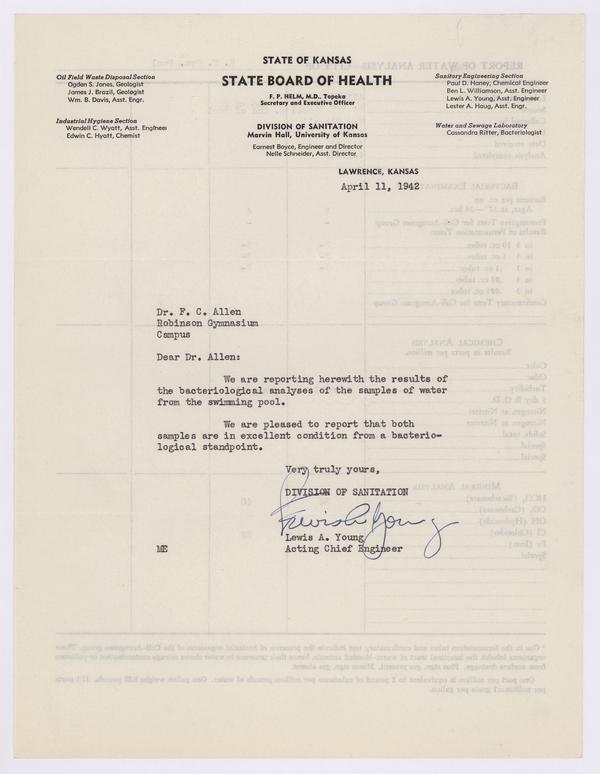 STATE OF KANSAS
STATE BOARD OF HEALTH
F. P. HELM, M.D., Topeka
Secretary and Executive Officer
DIVISION OF SANITATION
Marvin Hall, University of Kansas
Earnest Boyce, Engineer and Director
Nelle Schneider, Asst. Director
Oil Field Waste Disposal Section
Ogden S. Jones, Geologist
James J. Brazil, Geologist
Wm. B. Davis, Asst. Engr.
Industrial Hygiene Section
Wendell C. Wyatt, Asst. Engineer
Edwin C. Hyatt, Chemist
Sanitary Engineering Section
Paul D. Haney, Chemical Engineer
Ben L. Williamson, Asst. Engineer
Lewis A. Young, Asst. Engineer
Lester A. Haug, Asst. Engr.
Water and Sewage Laboratory
Cassandra Ritter, Bacteriologist
LAWRENCE, KANSAS
April 11, 1942
Dr. F. C. Allen
Robinson Gymnasium
Campus
Dear Dr. Allen:
We are reporting herewith the results of
the bacteriological analyses of the samples of water
from the swimming pool.
We are pleased to report that both
samples are in excellent condition from a bacterio-
logical standpoint.
Very truly yours,
DIVISION OF SANITATION
Lewis A Young
Lewis A. Young
ME Acting Chief Engineer